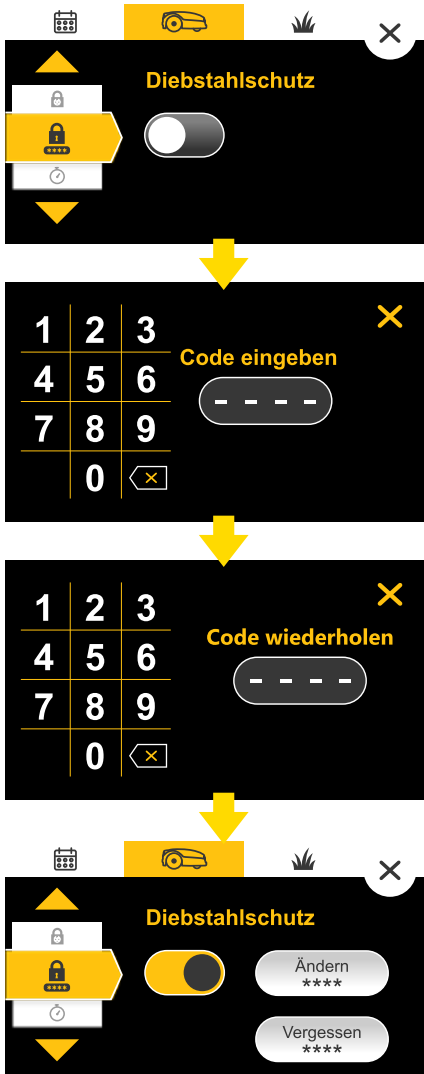 Diebstahlschutz
****
1 2 3
Code eingeben
4 5 6
- - - -
7 8 9
0
1 2 3
Code wiederholen
4 5 6
- - - -
7 8 9
0
Diebstahlschutz
****
Ändern
****
Vergessen
****